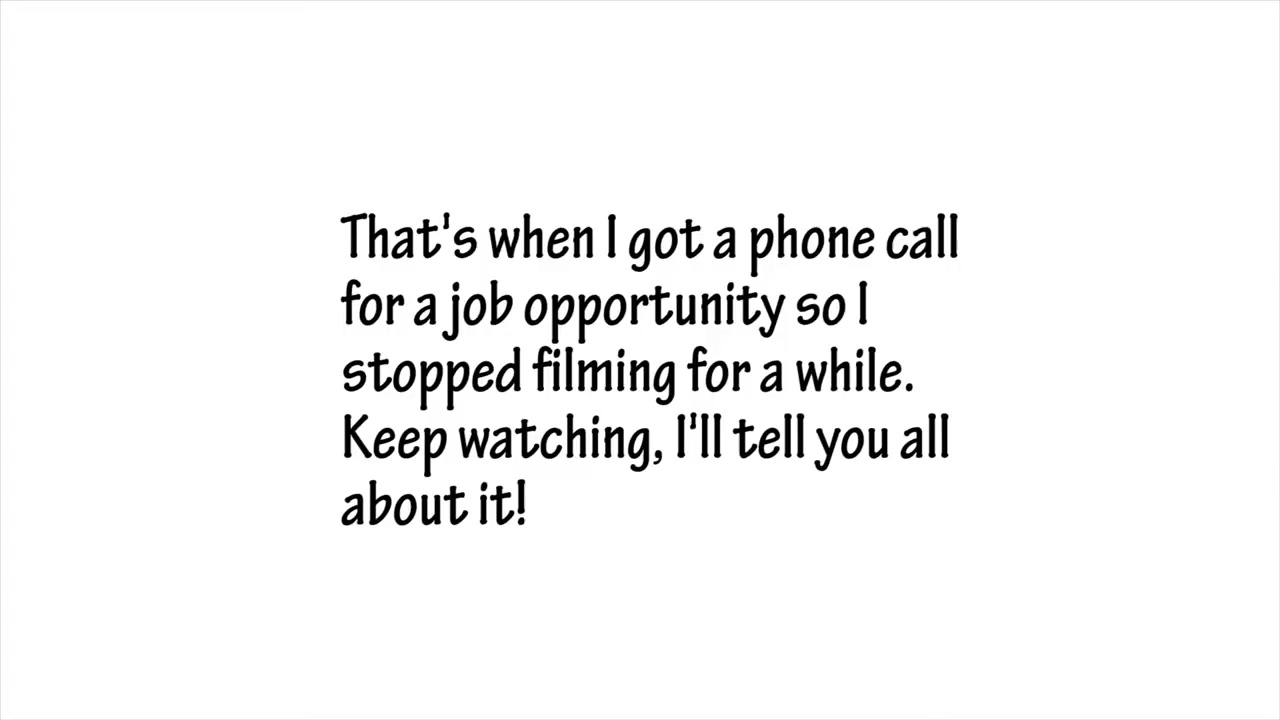 That's when I got a phone call
for a job opportunity so I
stopped filming for a while.
Keep watching, I'll tell you all
about it!